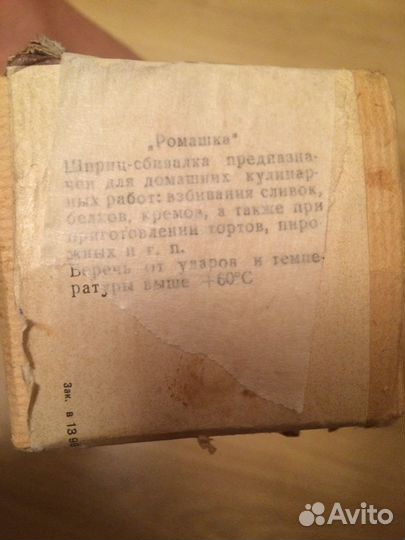 „Ромашка"
Шприц-сбивалка предназна-
чен для домашних кулинар-
ных работ: взбивания сливок,
белков, кремов, а также при
приготовлении тортов, пиро-
жных и т. п.
Беречь от ударов и темпе-
ратуры выше +60°С
Зак. в 13
Avito